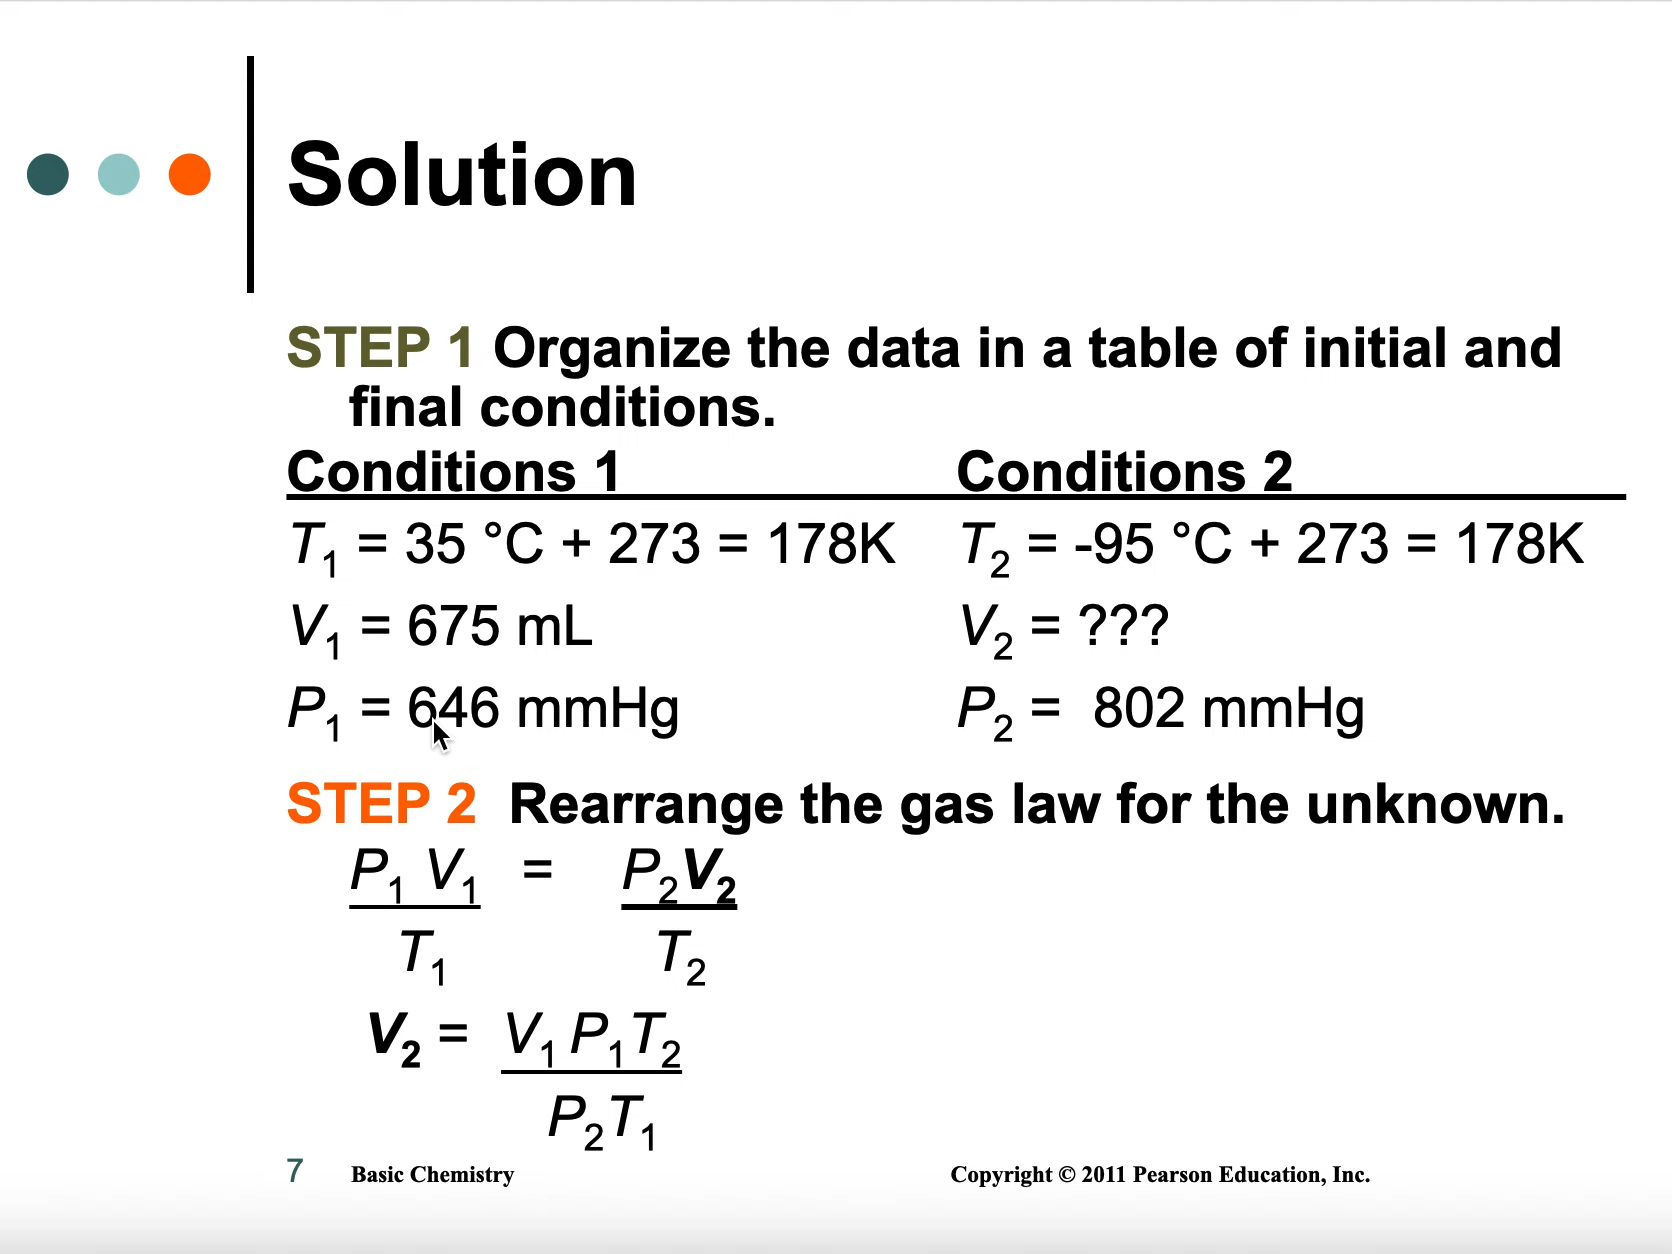 Solution
STEP 1 Organize the data in a table of initial and
final conditions.
Conditions 1 Conditions 2
T₁ = 35 °C + 273 = 178K T₂ = -95 °C + 273 = 178K
V₁ = 675 mL V₂ = ???
P₁ = 646 mmHg P₂ = 802 mmHg
STEP 2 Rearrange the gas law for the unknown.
P₁ V₁ = P₂V₂
T₁ T₂
V₂ = V₁ P₁T₂
P₂T₁
7 Basic Chemistry Copyright © 2011 Pearson Education, Inc.